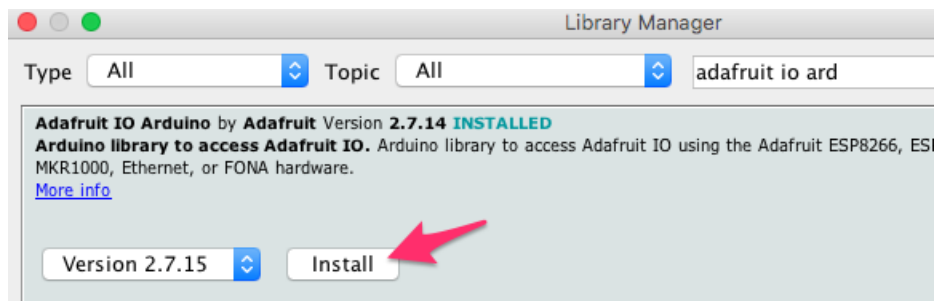 Library Manager
Type All Topic All adafruit io ard
Adafruit IO Arduino by Adafruit Version 2.7.14 INSTALLED
Arduino library to access Adafruit IO. Arduino library to access Adafruit IO using the Adafruit ESP8266,
MKR1000, Ethernet, or FONA hardware.
More info
Version 2.7.15 Install